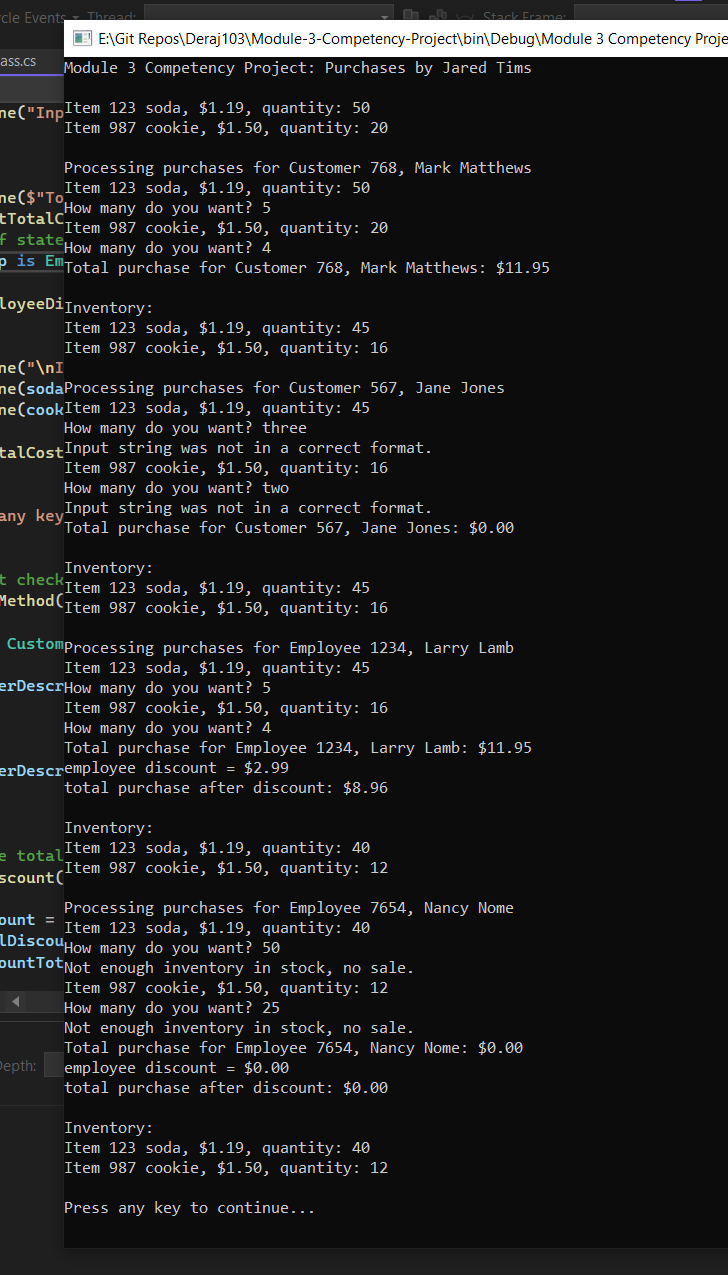 cle Events
Thread:
Stack Frame:
E:\Git Repos\Deraj103\Module-3-Competency-Project\bin\Debug\Module 3 Competency Proje
ass.cs
Module 3 Competency Project: Purchases by Jared Tims
ne("Inp
Item 123 soda, $1.19, quantity: 50
Item 987 cookie, $1.50, quantity: 20
Processing purchases for Customer 768, Mark Matthews
ne($"To
Item 123 soda, $1.19, quantity: 50
tTotalC
How many do you want? 5
Item 987 cookie, $1.50, quantity: 20
f state
How many do you want? 4
p is Em
Total purchase for Customer 768, Mark Matthews: $11.95
loyeeDi
Inventory:
Item 123 soda, $1.19, quantity: 45
Item 987 cookie, $1.50, quantity: 16
ne("\nI
ne(soda
Processing purchases for Customer 567, Jane Jones
ne(cook
Item 123 soda, $1.19, quantity: 45
How many do you want? three
talCost
Input string was not in a correct format.
Item 987 cookie, $1.50, quantity: 16
How many do you want? two
any key
Input string was not in a correct format.
Total purchase for Customer 567, Jane Jones: $0.00
Inventory:
t check
Item 123 soda, $1.19, quantity: 45
Method(
Item 987 cookie, $1.50, quantity: 16
Custom
Processing purchases for Employee 1234, Larry Lamb
Item 123 soda, $1.19, quantity: 45
erDescr
How many do you want? 5
Item 987 cookie, $1.50, quantity: 16
How many do you want? 4
Total purchase for Employee 1234, Larry Lamb: $11.95
erDescr
employee discount = $2.99
total purchase after discount: $8.96
Inventory:
e total
Item 123 soda, $1.19, quantity: 40
Item 987 cookie, $1.50, quantity: 12
scount(
Processing purchases for Employee 7654, Nancy Nome
ount =
Item 123 soda, $1.19, quantity: 40
lDiscou
How many do you want? 50
ountTot
Not enough inventory in stock, no sale.
Item 987 cookie, $1.50, quantity: 12
How many do you want? 25
Not enough inventory in stock, no sale.
Total purchase for Employee 7654, Nancy Nome: $0.00
Depth:
employee discount = $0.00
total purchase after discount: $0.00
Inventory:
Item 123 soda, $1.19, quantity: 40
Item 987 cookie, $1.50, quantity: 12
Press any key to continue...